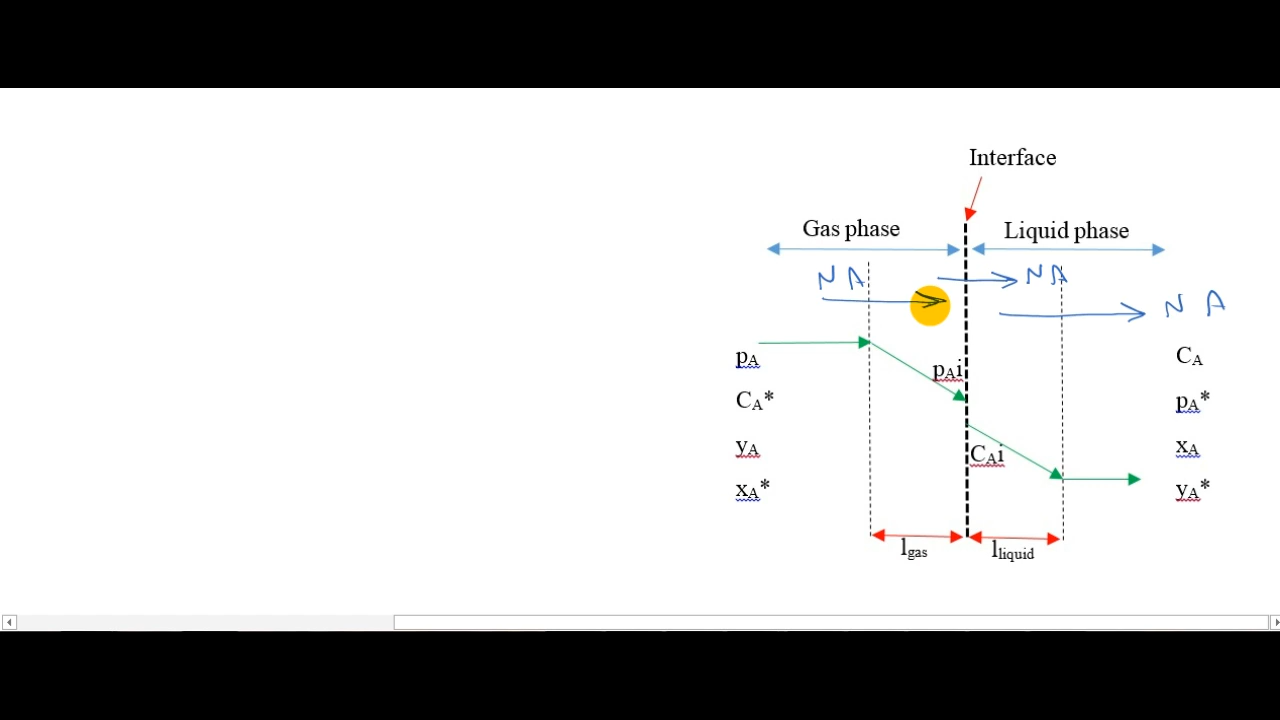 Interface
Gas phase
Liquid phase
N A
N A
N A
pA
CA*
yA
xA*
pAi
CAi
CA
pA*
xA
yA*
lgas
lliquid